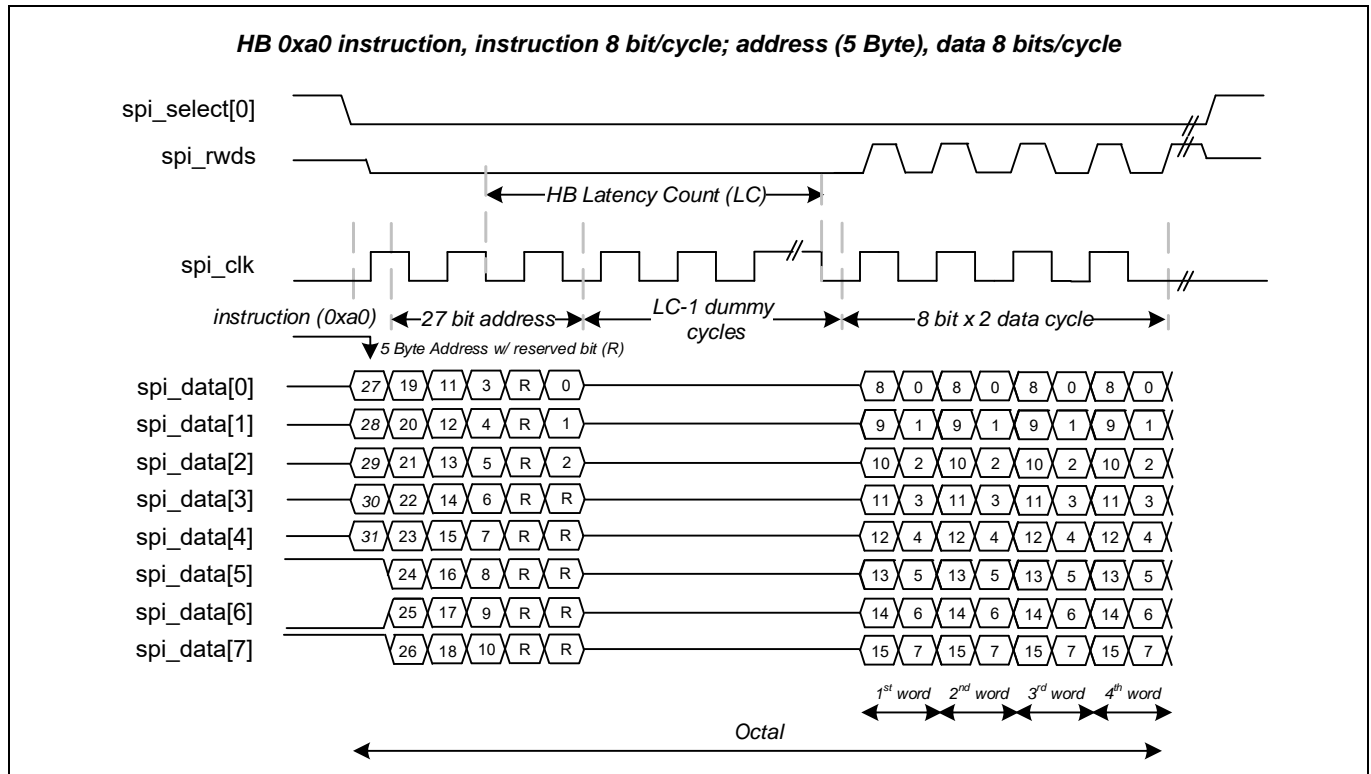 HB 0xa0 instruction, instruction 8 bit/cycle; address (5 Byte), data 8 bits/cycle
spi_select[0]
spi_rwds
HB Latency Count (LC)
spi_clk
instruction (0xa0) 27 bit address LC-1 dummy cycles 8 bit x 2 data cycle
5 Byte Address w/ reserved bit (R)
spi_data[0] 27 19 11 3 R 0 8 0 8 0 8 0 8 0
spi_data[1] 28 20 12 4 R 1 9 1 9 1 9 1 9 1
spi_data[2] 29 21 13 5 R 2 10 2 10 2 10 2 10 2
spi_data[3] 30 22 14 6 R R 11 3 11 3 11 3 11 3
spi_data[4] 31 23 15 7 R R 12 4 12 4 12 4 12 4
spi_data[5] 24 16 8 R R 13 5 13 5 13 5 13 5
spi_data[6] 25 17 9 R R 14 6 14 6 14 6 14 6
spi_data[7] 26 18 10 R R 15 7 15 7 15 7 15 7
1st word 2nd word 3rd word 4th word
Octal